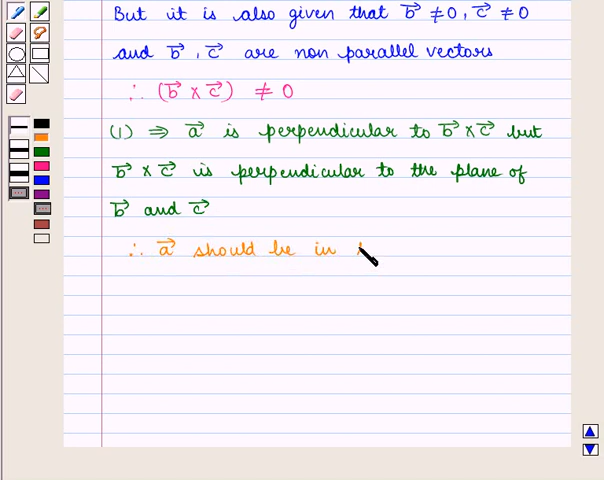 But it is also given that b⃗ ≠ 0, c⃗ ≠ 0
and b⃗ , c⃗ are non parallel vectors
∴ (b⃗ × c⃗) ≠ 0
(1) ⇒ a⃗ is perpendicular to b⃗ × c⃗ but
b⃗ × c⃗ is perpendicular to the plane of
b⃗ and c⃗
∴ a⃗ should be in